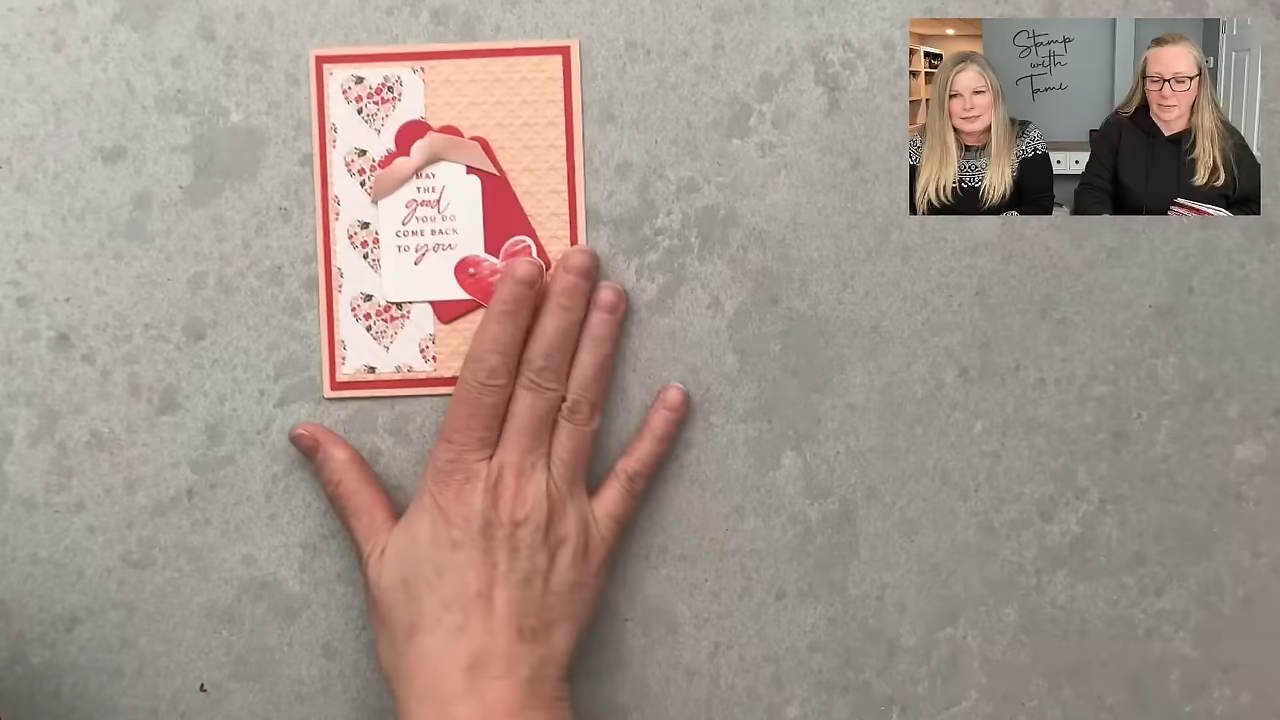 MAY
THE
good
YOU DO
COME BACK
TO you
Stamp
with
Tami